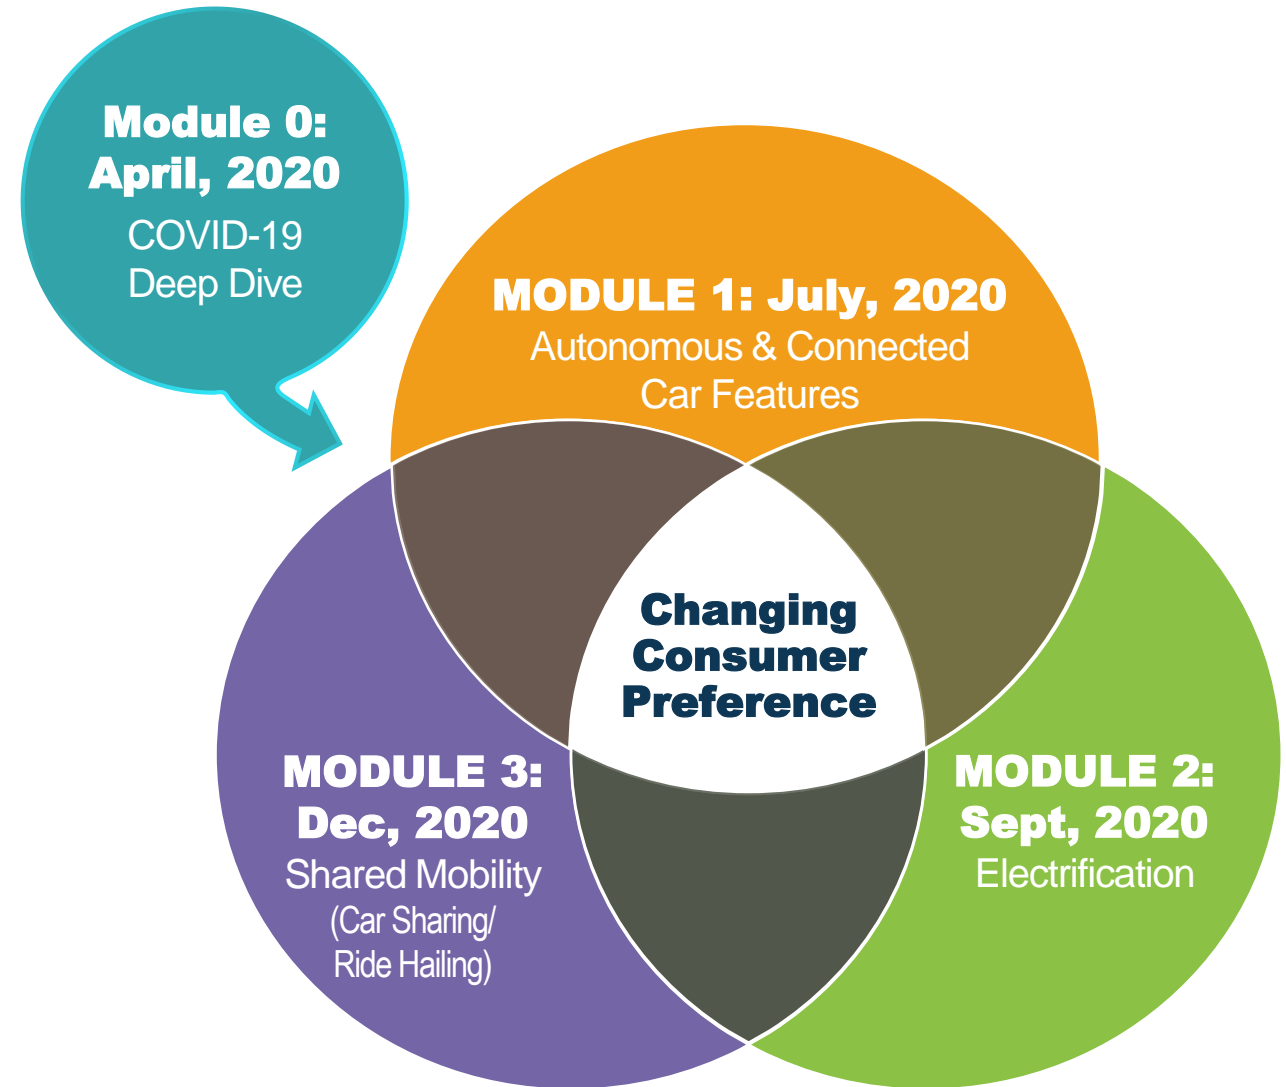 Module 0:
April, 2020
COVID-19
Deep Dive
MODULE 1: July, 2020
Autonomous & Connected
Car Features
Changing
Consumer
Preference
MODULE 3:
Dec, 2020
Shared Mobility
(Car Sharing/
Ride Hailing)
MODULE 2:
Sept, 2020
Electrification